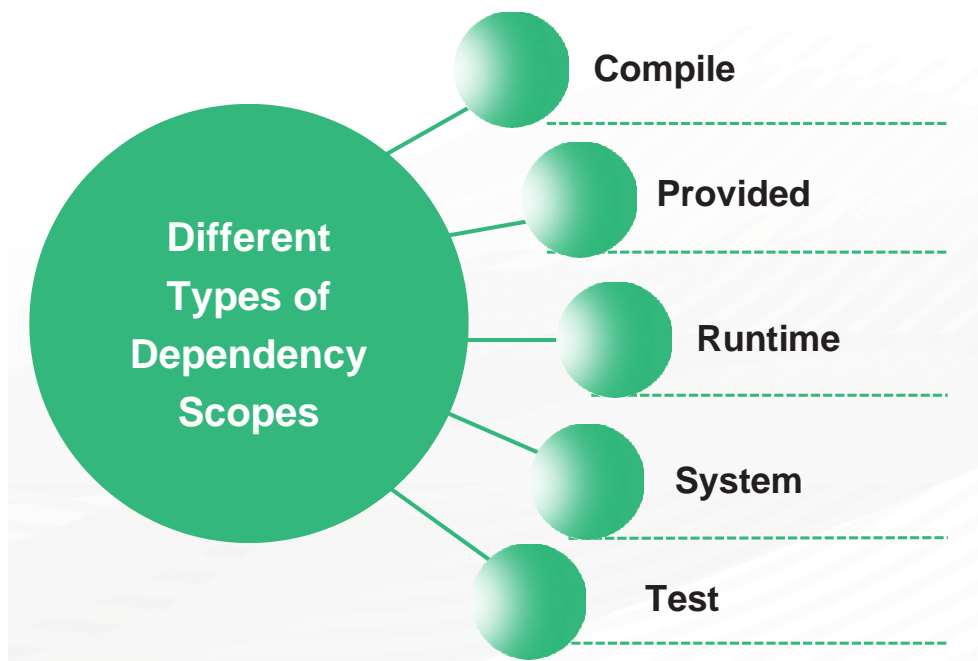 Different
Types of
Dependency
Scopes
Compile
Provided
Runtime
System
Test